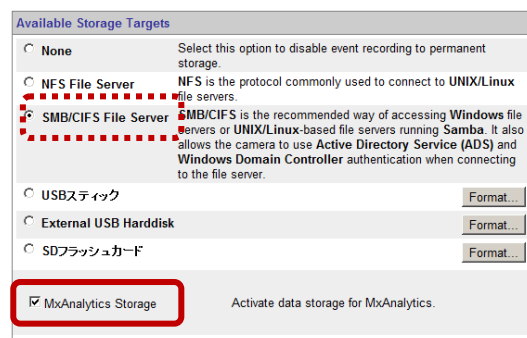 Available Storage Targets
None
Select this option to disable event recording to permanent
storage.
NFS File Server
NFS is the protocol commonly used to connect to UNIX/Linux
file servers.
SMB/CIFS File Server
SMB/CIFS is the recommended way of accessing Windows file
servers or UNIX/Linux-based file servers running Samba. It also
allows the camera to use Active Directory Service (ADS) and
Windows Domain Controller authentication when connecting
to the file server.
USBスティック
Format...
External USB Harddisk
Format...
SDフラッシュカード
Format...
MxAnalytics Storage
Activate data storage for MxAnalytics.